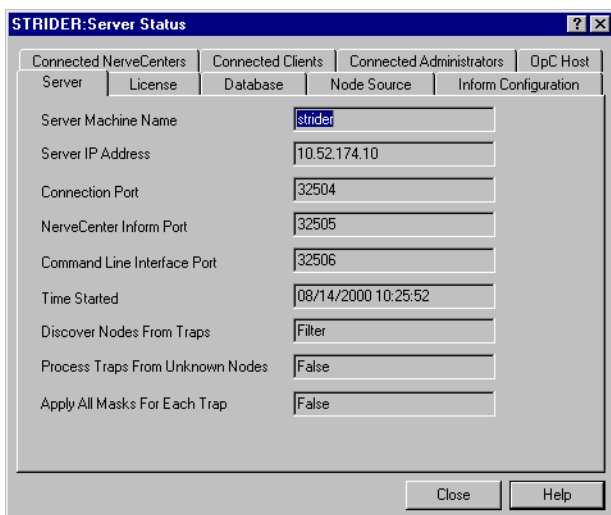 STRIDER:Server Status
Connected NerveCenters Connected Clients Connected Administrators OpC Host
Server License Database Node Source Inform Configuration
Server Machine Name strider
Server IP Address 10.52.174.10
Connection Port 32504
NerveCenter Inform Port 32505
Command Line Interface Port 32506
Time Started 08/14/2000 10:25:52
Discover Nodes From Traps Filter
Process Traps From Unknown Nodes False
Apply All Masks For Each Trap False
Close Help